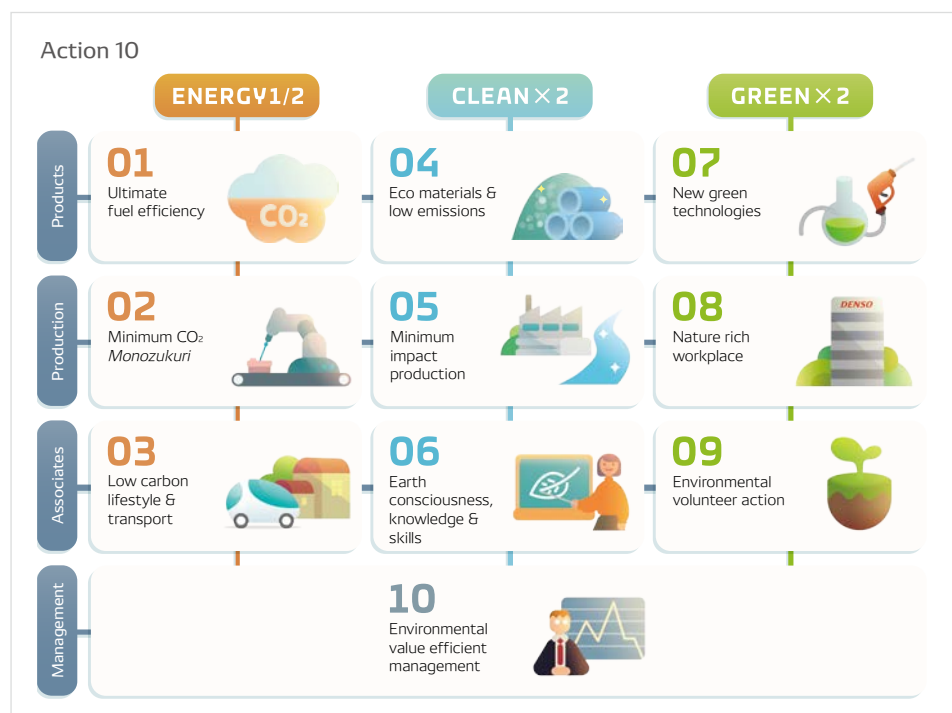 Action 10
ENERGY1/2
CLEAN×2
GREEN×2
Products
01
Ultimate
fuel efficiency
CO₂
04
Eco materials &
low emissions
07
New green
technologies
Production
02
Minimum CO₂
Monozukuri
05
Minimum
impact
production
08
Nature rich
workplace
DENSO
Associates
03
Low carbon
lifestyle &
transport
06
Earth
consciousness,
knowledge &
skills
09
Environmental
volunteer action
Management
10
Environmental
value efficient
management